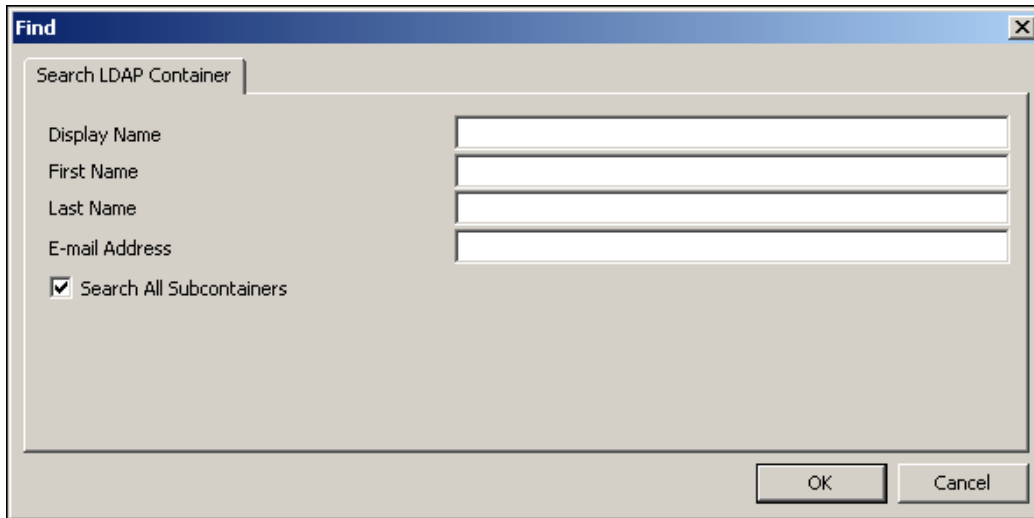 Find
Search LDAP Container
Display Name
First Name
Last Name
E-mail Address
Search All Subcontainers
OK Cancel